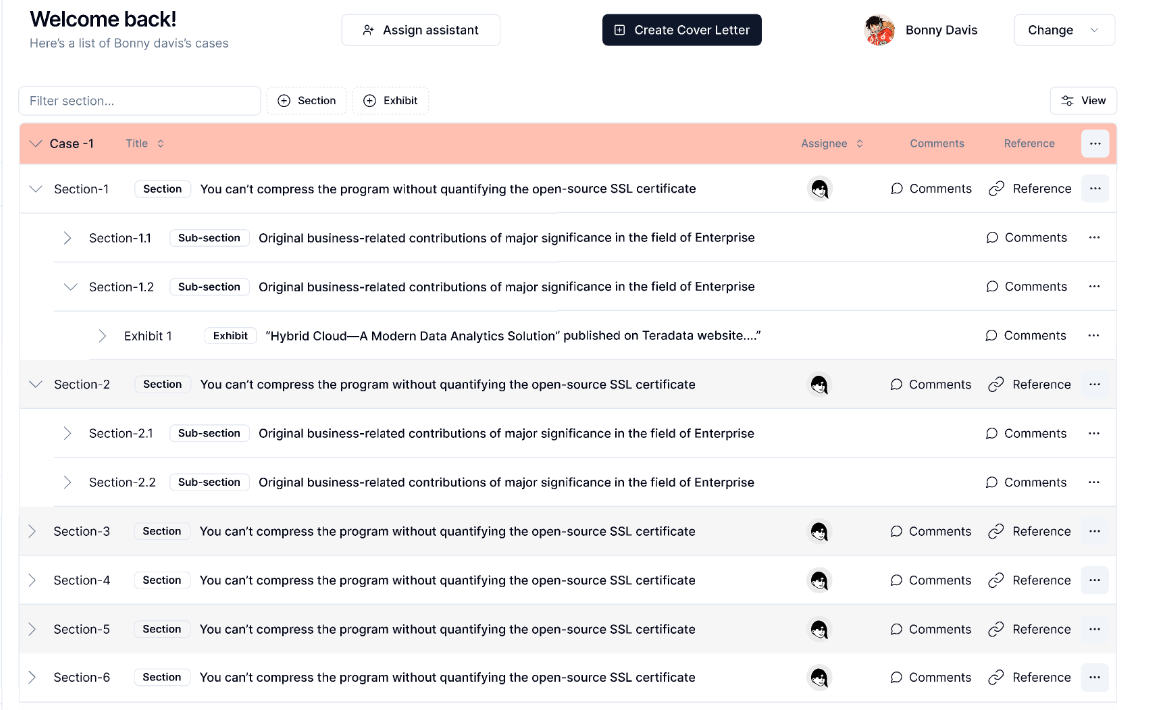 Welcome back!
Here's a list of Bonny davis's cases
Assign assistant
Create Cover Letter
Bonny Davis
Change
Filter section...
Section
Exhibit
View
Case -1 Title Assignee Comments Reference
Section-1 Section You can't compress the program without quantifying the open-source SSL certificate Comments Reference
Section-1.1 Sub-section Original business-related contributions of major significance in the field of Enterprise Comments
Section-1.2 Sub-section Original business-related contributions of major significance in the field of Enterprise Comments
Exhibit 1 Exhibit "Hybrid Cloud—A Modern Data Analytics Solution" published on Teradata website...." Comments
Section-2 Section You can't compress the program without quantifying the open-source SSL certificate Comments Reference
Section-2.1 Sub-section Original business-related contributions of major significance in the field of Enterprise Comments
Section-2.2 Sub-section Original business-related contributions of major significance in the field of Enterprise Comments
Section-3 Section You can't compress the program without quantifying the open-source SSL certificate Comments Reference
Section-4 Section You can't compress the program without quantifying the open-source SSL certificate Comments Reference
Section-5 Section You can't compress the program without quantifying the open-source SSL certificate Comments Reference
Section-6 Section You can't compress the program without quantifying the open-source SSL certificate Comments Reference